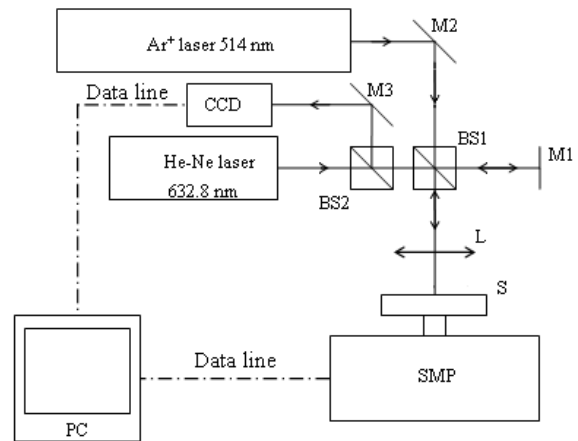 Ar+ laser 514 nm
M2
Data line
CCD
M3
He-Ne laser
632.8 nm
BS1
BS2
M1
L
S
Data line
SMP
PC